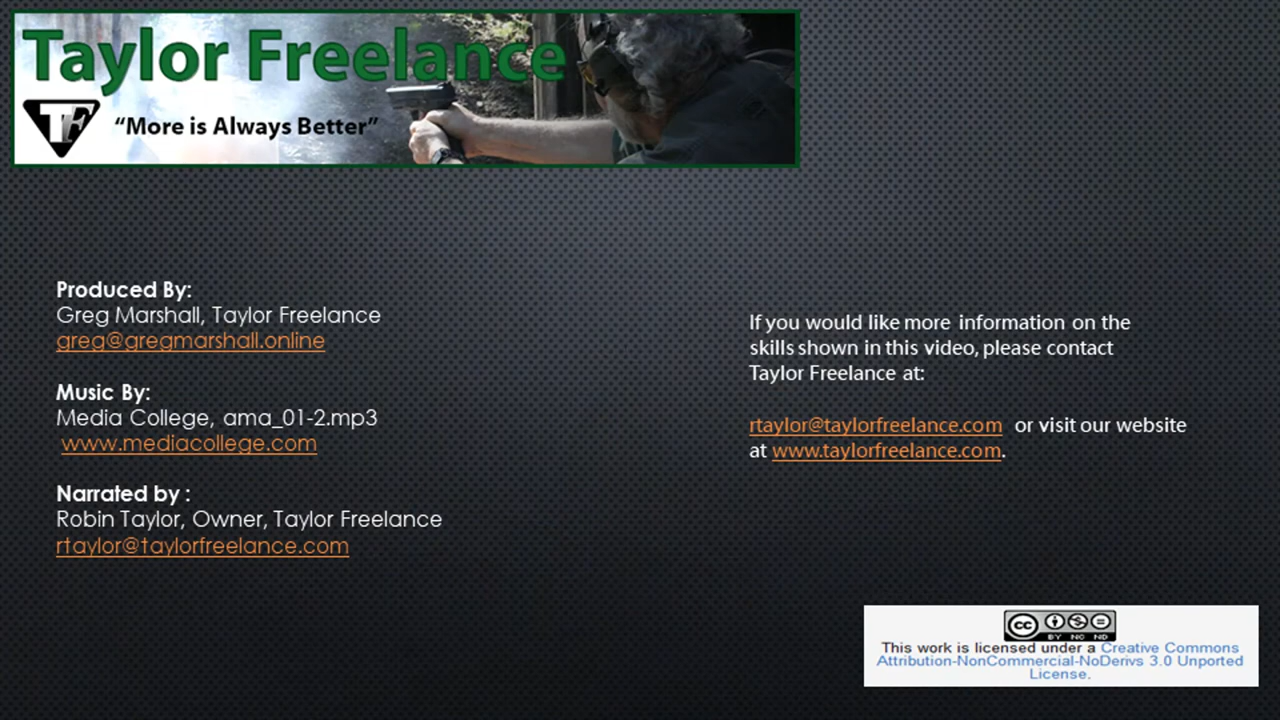 Taylor Freelance
TF
“More is Always Better”
Produced By:
Greg Marshall, Taylor Freelance
greg@gregmarshall.online
Music By:
Media College, ama_01-2.mp3
www.mediacollege.com
Narrated by :
Robin Taylor, Owner, Taylor Freelance
rtaylor@taylorfreelance.com
If you would like more information on the
skills shown in this video, please contact
Taylor Freelance at:
rtaylor@taylorfreelance.com or visit our website
at www.taylorfreelance.com.
cc
BY NC ND
This work is licensed under a Creative Commons
Attribution-NonCommercial-NoDerivs 3.0 Unported
License.